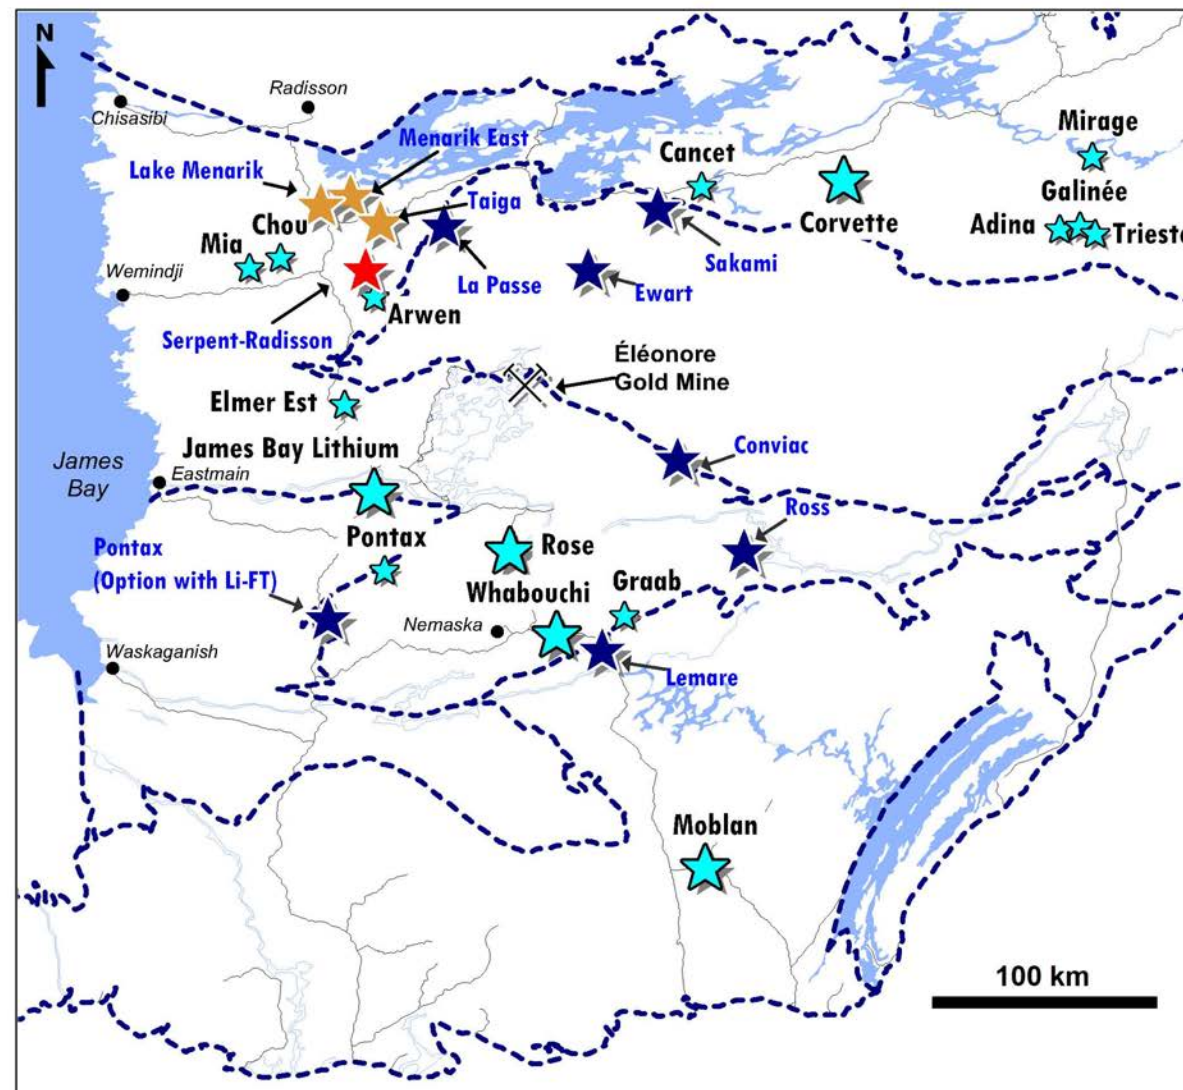 N
Radisson
Chisasibi
Menarik East
Lake Menarik
Cancet
Mirage
Taiga
Chou
Galinée
Mia
Corvette
Adina
Trieste
Wemindji
La Passe
Sakami
Ewart
Serpent-Radisson
Arwen
Éléonore
Gold Mine
Elmer Est
James Bay Lithium
Conviac
James
Bay
Eastmain
Ross
Pontax
Rose
Pontax
(Option with Li-FT)
Whabouchi
Graab
Nemaska
Waskaganish
Lemare
Moblan
100 km